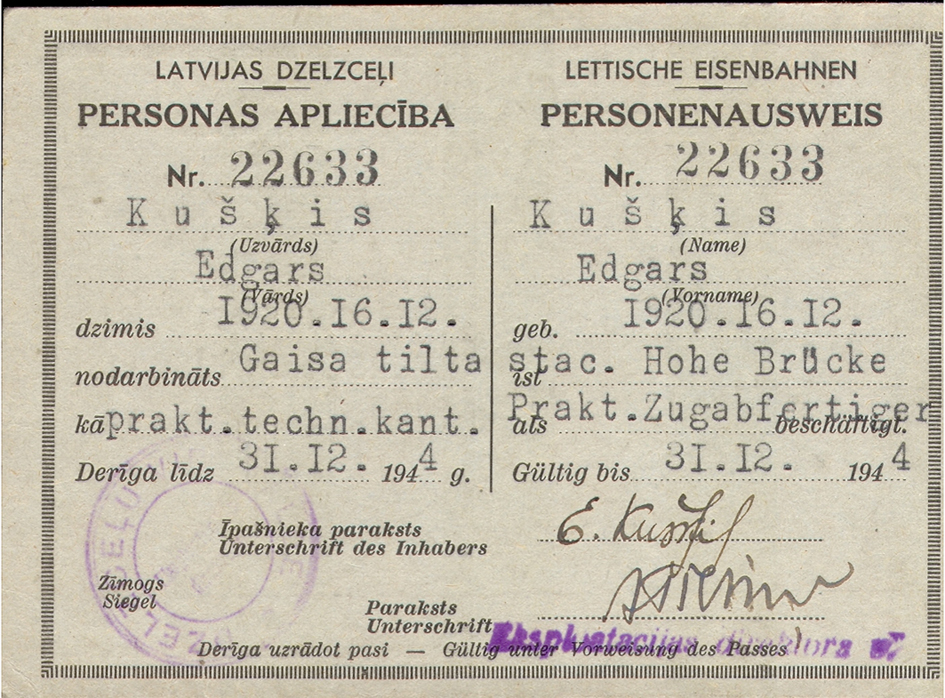 LATVIJAS DZELZCEĻI
PERSONAS APLIECĪBA
Nr. 22633
Kušķis
(Uzvārds)
Edgars
(Vārds)
dzimis 1920.16.12.
nodarbināts Gaisa tilta stac.
kā prakt.techn.kant.
Derīga līdz 31.12. 1944 g.
LETTISCHE EISENBAHNEN
PERSONENAUSWEIS
Nr. 22633
Kušķis
(Name)
Edgars
(Vorname)
geb. 1920.16.12.
ist Hohe Brücke
als Prakt.Zugabfertiger beschäftigt.
Gültig bis 31.12. 1944
Īpašnieka paraksts
Unterschrift des Inhabers
E. Kušķis
Zīmogs
Siegel
Paraksts
Unterschrift
Ekspluatacijas direktora
Derīga uzrādot pasi — Gültig unter Vorweisung des Passes